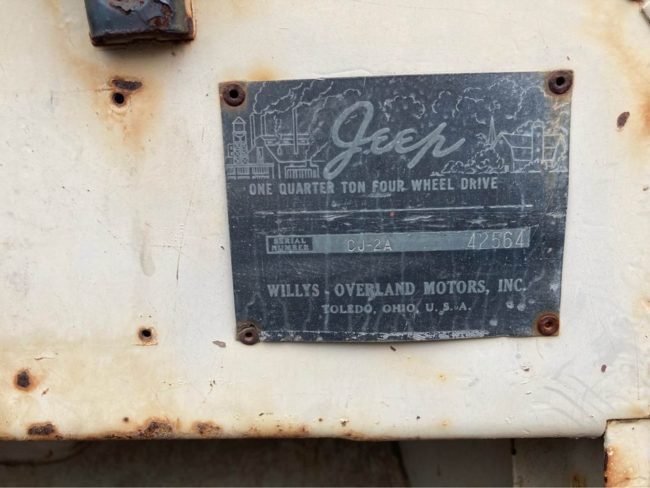 Jeep
ONE QUARTER TON FOUR WHEEL DRIVE
SERIAL NUMBER CJ-2A 42564
WILLYS - OVERLAND MOTORS, INC.
TOLEDO, OHIO, U. S. A.